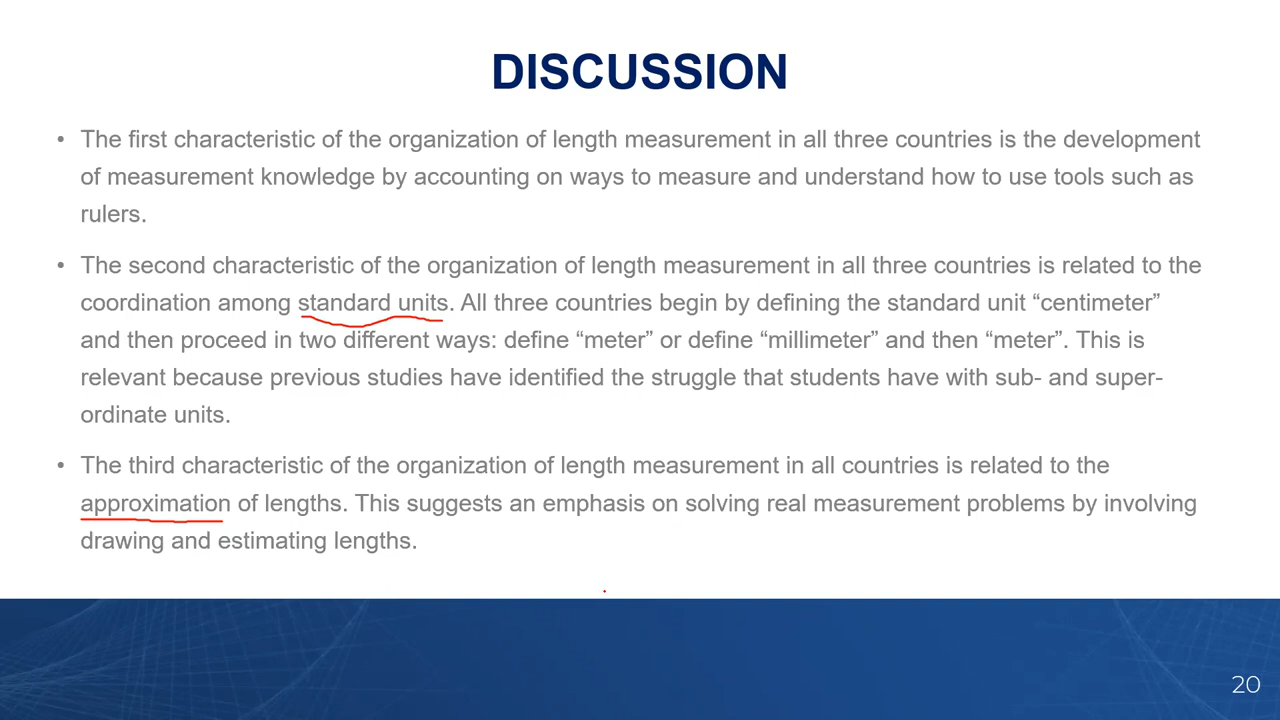 DISCUSSION
• The first characteristic of the organization of length measurement in all three countries is the development
of measurement knowledge by accounting on ways to measure and understand how to use tools such as
rulers.
• The second characteristic of the organization of length measurement in all three countries is related to the
coordination among standard units. All three countries begin by defining the standard unit “centimeter”
and then proceed in two different ways: define “meter” or define “millimeter” and then “meter”. This is
relevant because previous studies have identified the struggle that students have with sub- and super-
ordinate units.
• The third characteristic of the organization of length measurement in all countries is related to the
approximation of lengths. This suggests an emphasis on solving real measurement problems by involving
drawing and estimating lengths.
20